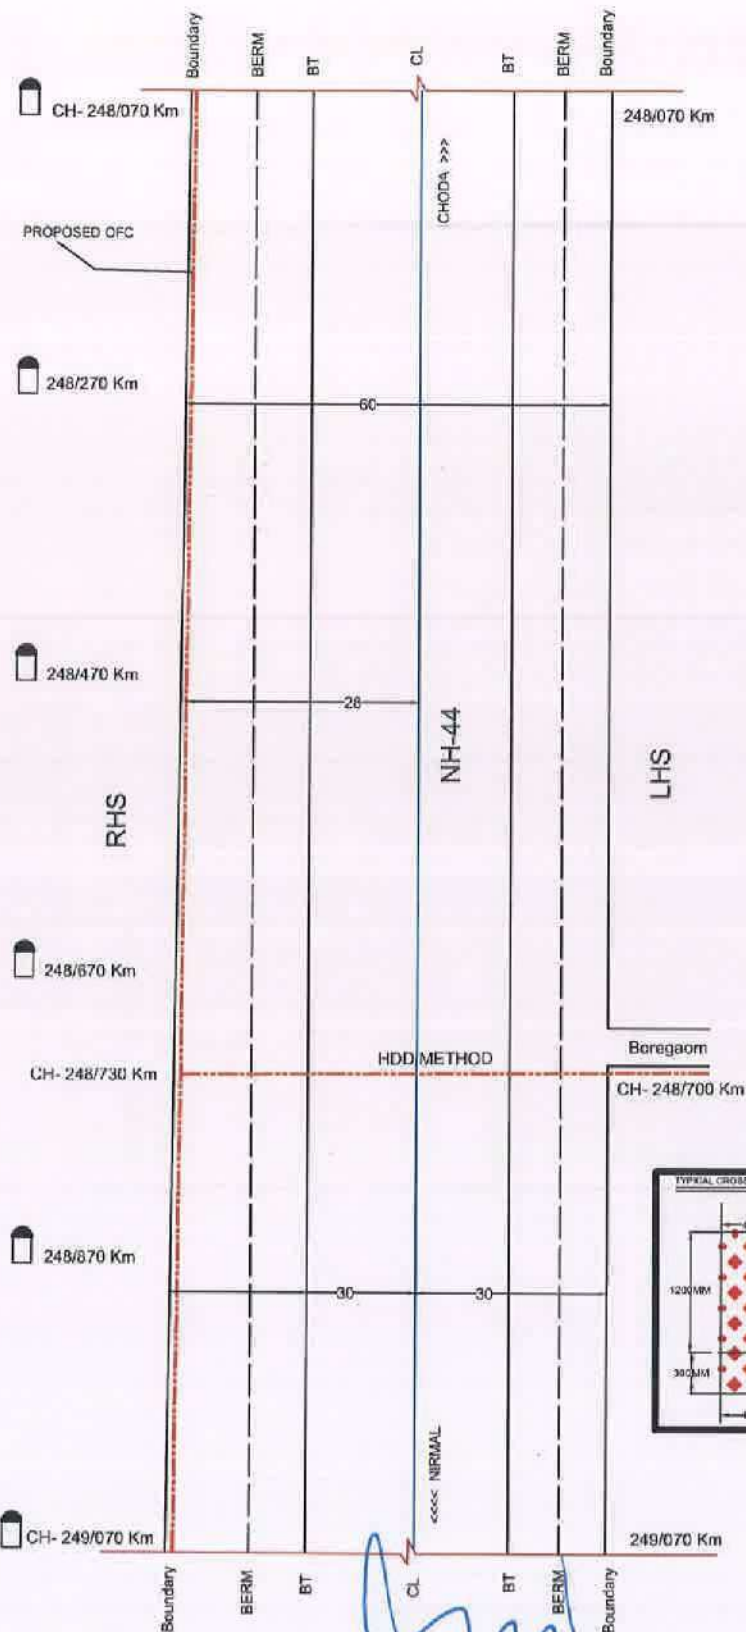 Boundary
BERM
BT
CL
BT
BERM
Boundary
CH- 248/070 Km
248/070 Km
CHODA >>>
PROPOSED OFC
248/270 Km
60
248/470 Km
28
NH-44
RHS
LHS
248/670 Km
Boregaom
HDD METHOD
CH- 248/730 Km
CH- 248/700 Km
TYPICAL CROSS
1200MM
300MM
248/870 Km
30
30
<<<< NIRMAL
CH- 249/070 Km
249/070 Km
Boundary
BERM
BT
CL
BT
BERM
Boundary